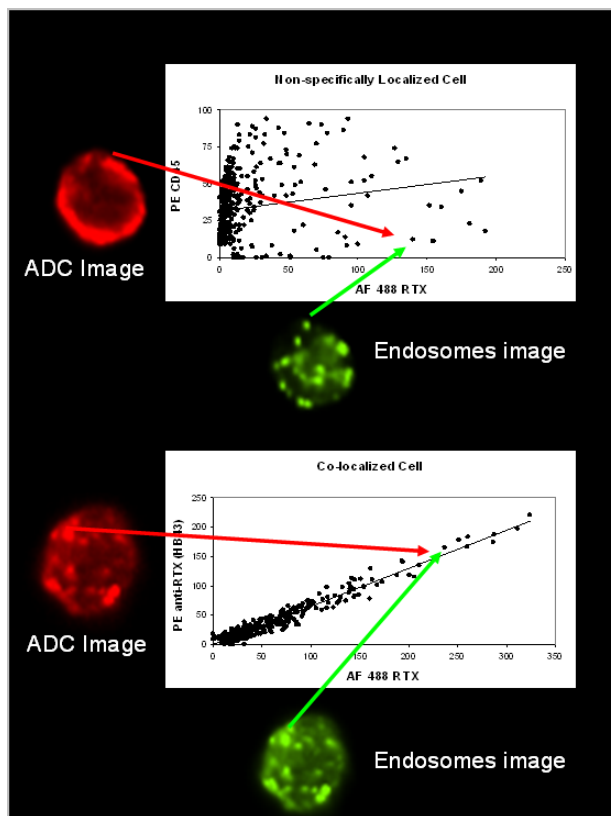 Non-specifically Localized Cell
100
75
50
25
0
PE CD 45
0 50 100 150 200 250
AF 488 RTX
ADC Image
Endosomes image
Co-localized Cell
250
200
150
100
50
0
PE anti-RTX (HB43)
0 50 100 150 200 250 300 350
AF 488 RTX
ADC Image
Endosomes image